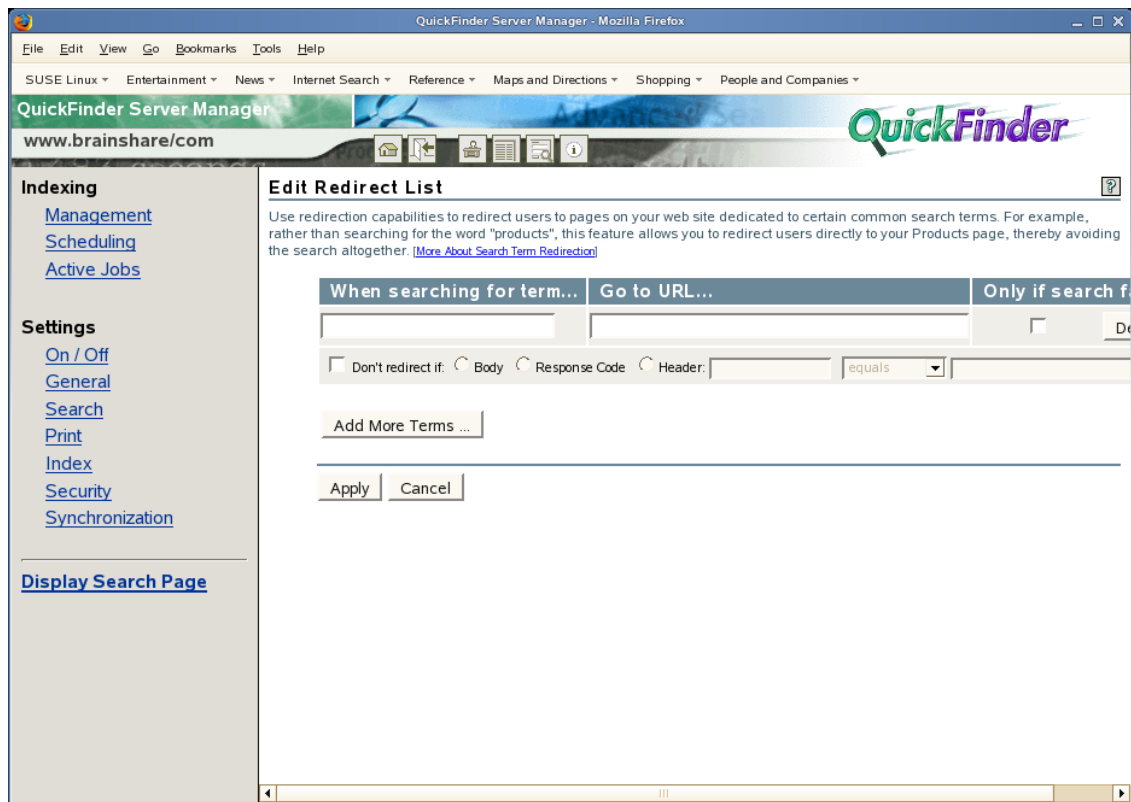 QuickFinder Server Manager - Mozilla Firefox
File Edit View Go Bookmarks Tools Help
SUSE Linux Entertainment News Internet Search Reference Maps and Directions Shopping People and Companies
QuickFinder Server Manager
www.brainshare/com
QuickFinder
Indexing
Management
Scheduling
Active Jobs
Settings
On / Off
General
Search
Print
Index
Security
Synchronization
Display Search Page
Edit Redirect List
?
Use redirection capabilities to redirect users to pages on your web site dedicated to certain common search terms. For example,
rather than searching for the word "products", this feature allows you to redirect users directly to your Products page, thereby avoiding
the search altogether. [More About Search Term Redirection]
When searching for term... Go to URL... Only if search f
De
Don't redirect if: Body Response Code Header: equals
Add More Terms ...
Apply Cancel